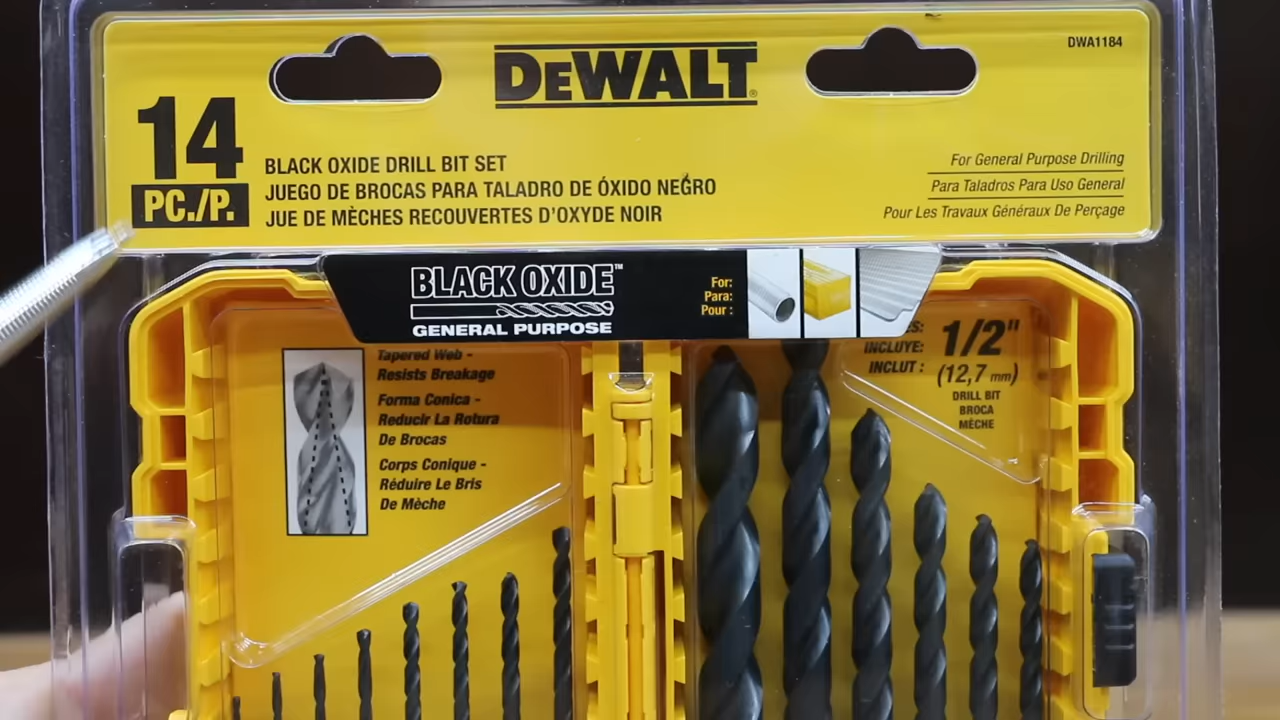 DEWALT®
DWA1184
14
PC./P.
BLACK OXIDE DRILL BIT SET
JUEGO DE BROCAS PARA TALADRO DE ÓXIDO NEGRO
JUE DE MÈCHES RECOUVERTES D'OXYDE NOIR
For General Purpose Drilling
Para Taladros Para Uso General
Pour Les Travaux Généraux De Perçage
BLACK OXIDE™
GENERAL PURPOSE
For:
Para:
Pour :
Tapered Web -
Resists Breakage
Forma Conica -
Reducir La Rotura
De Brocas
Corps Conique -
Réduire Le Bris
De Mèche
INCLUYE:
INCLUT :
1/2"
(12,7 mm)
DRILL BIT
BROCA
MÈCHE